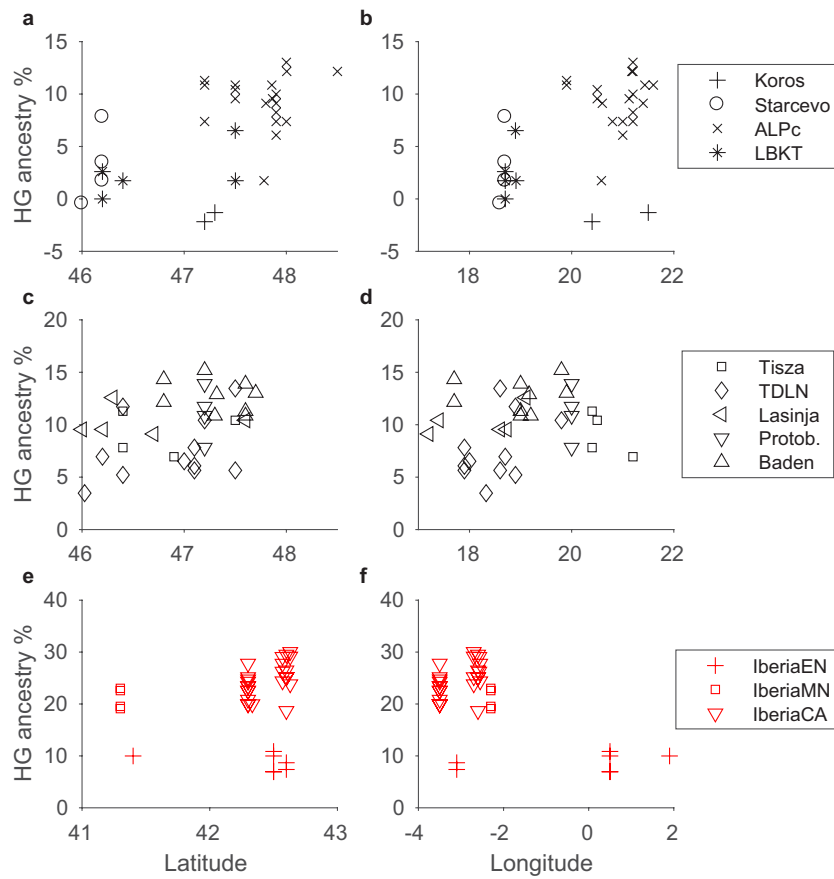 a
b
HG ancestry %
15
10
5
0
-5
46
47
48
15
10
5
0
-5
18
20
22
Koros
Starcevo
ALPc
LBKT
c
d
HG ancestry %
20
15
10
5
0
46
47
48
20
15
10
5
0
18
20
22
Tisza
TDLN
Lasinja
Protob.
Baden
e
f
HG ancestry %
40
30
20
10
0
41
42
43
Latitude
40
30
20
10
0
-4
-2
0
2
Longitude
IberiaEN
IberiaMN
IberiaCA